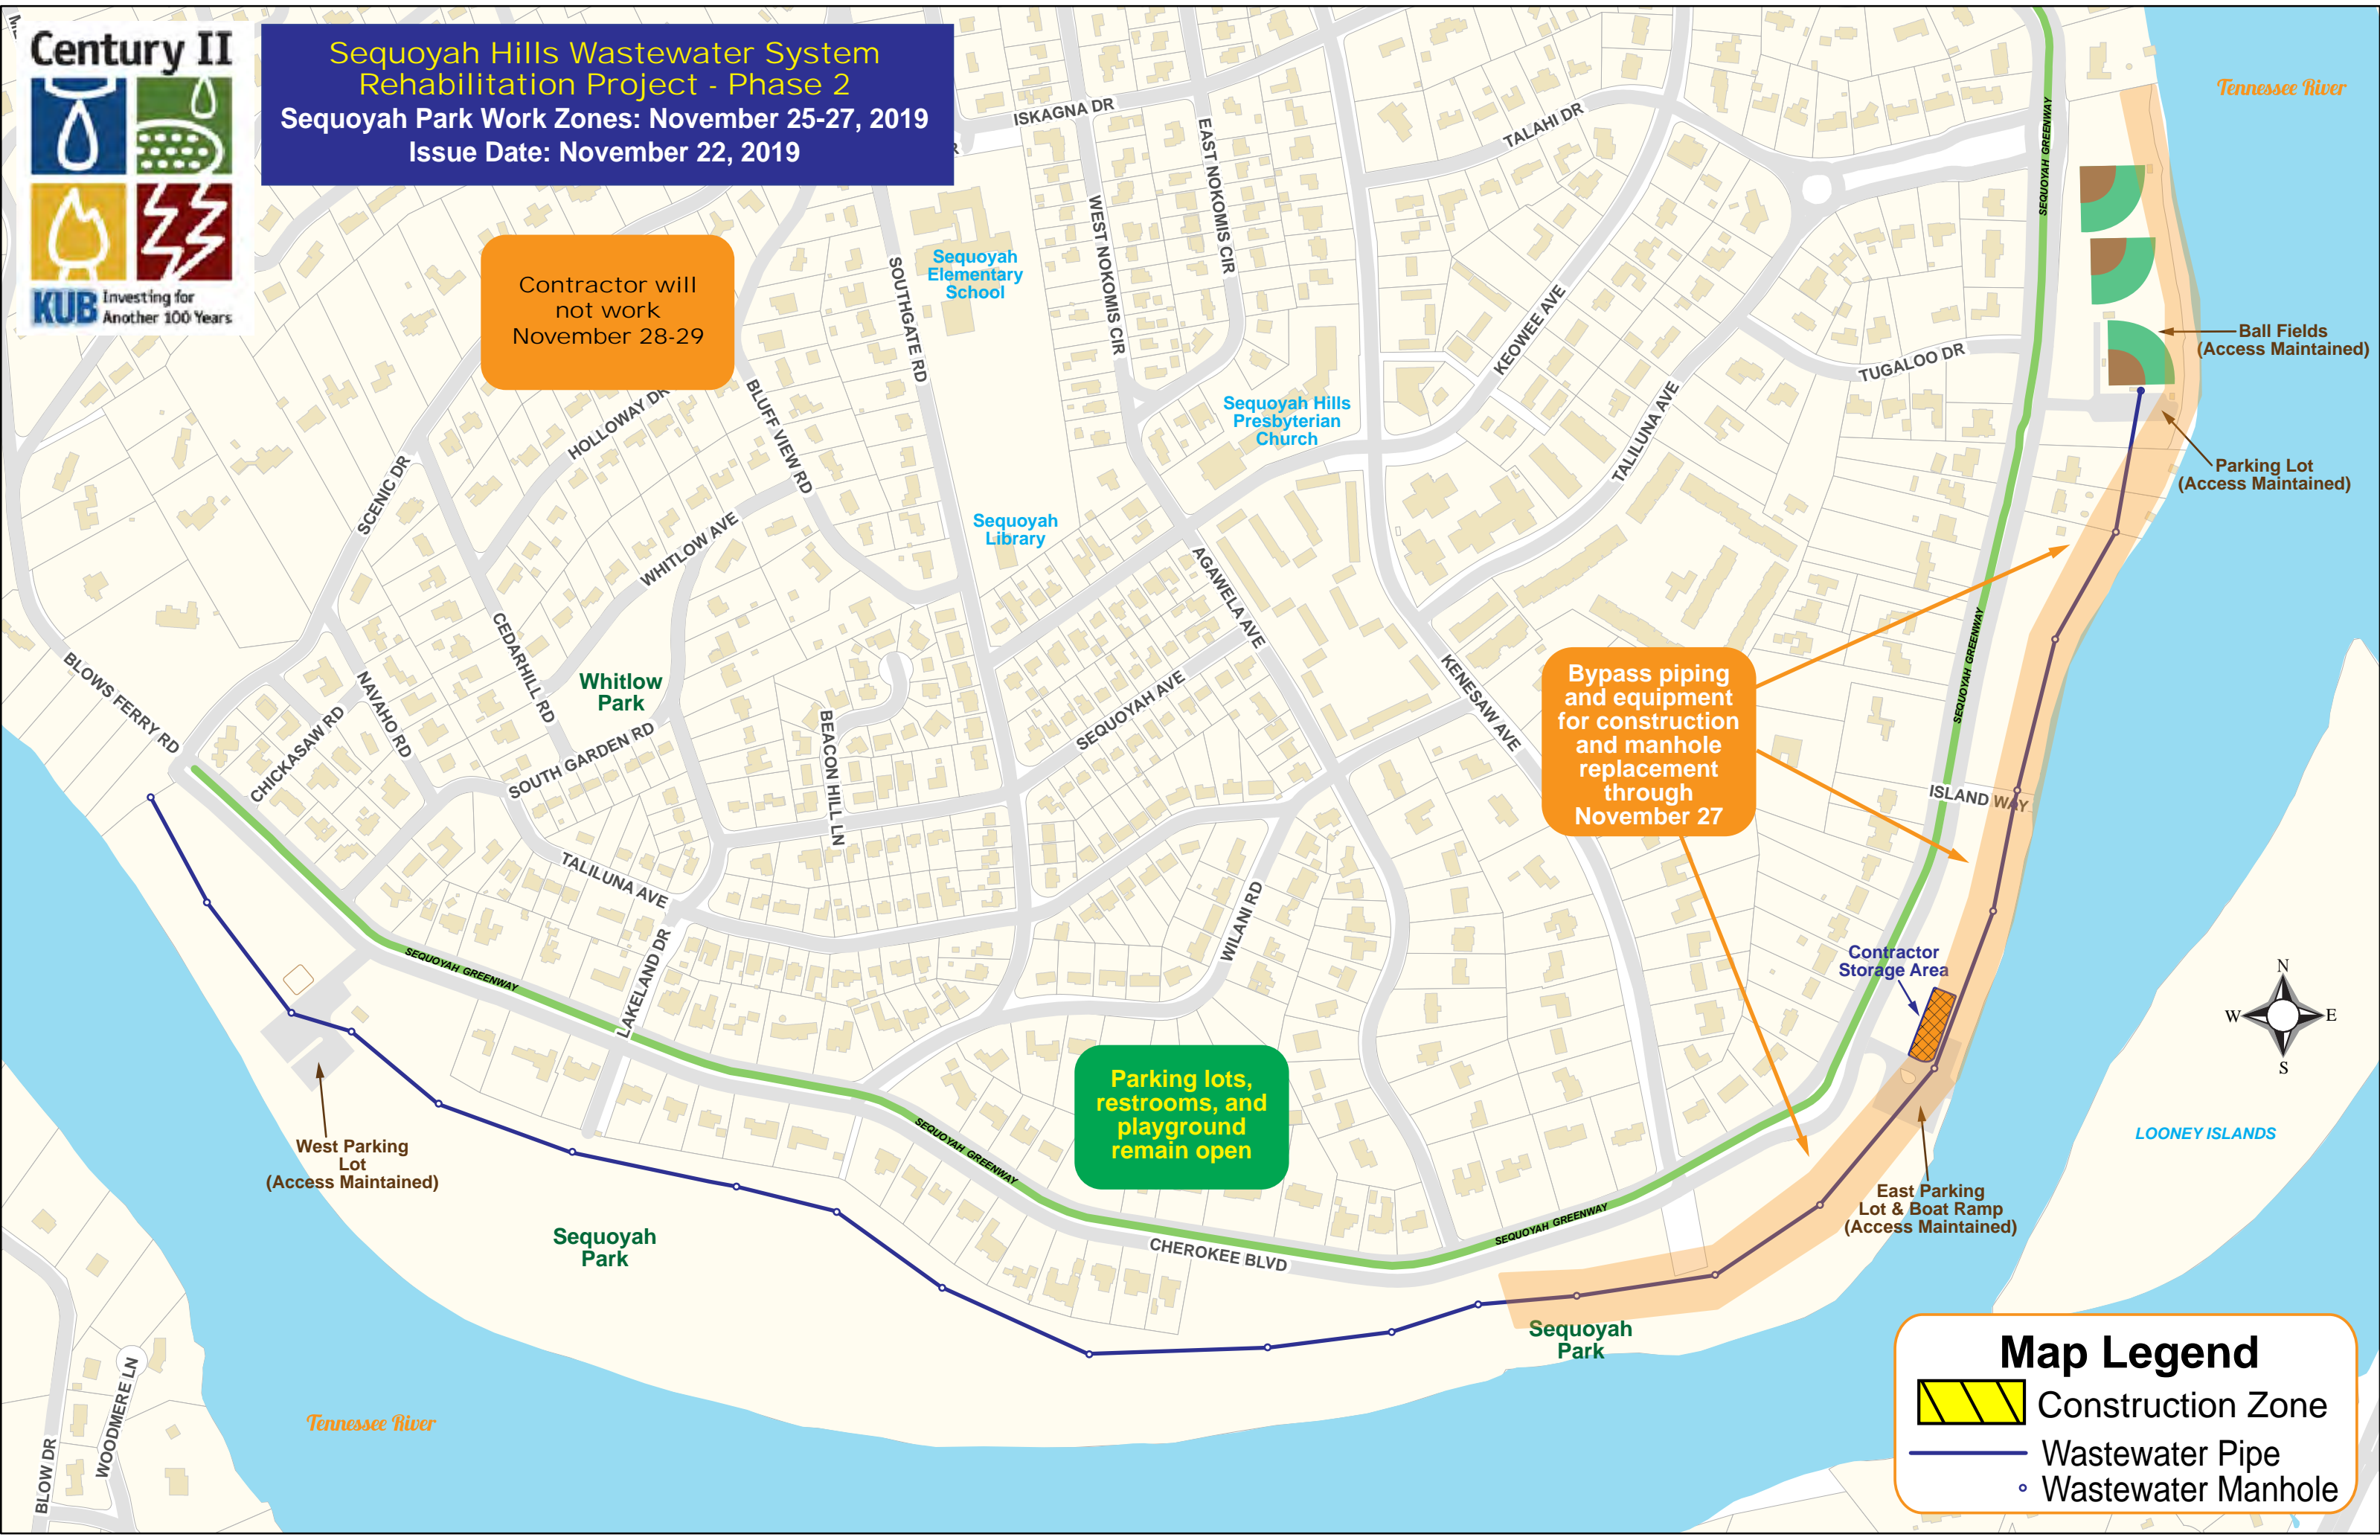 Century II
KUB Investing for
Another 100 Years
Sequoyah Hills Wastewater System
Rehabilitation Project - Phase 2
Sequoyah Park Work Zones: November 25-27, 2019
Issue Date: November 22, 2019
Contractor will
not work
November 28-29
Tennessee River
ISKAGNA DR
EAST NOKOMIS CIR
WEST NOKOMIS CIR
TALAHI DR
SEQUOYAH GREENWAY
Sequoyah
Elementary
School
SOUTHGATE RD
KEOWEE AVE
TUGALOO DR
Ball Fields
(Access Maintained)
Sequoyah Hills
Presbyterian
Church
TALILUNA AVE
Parking Lot
(Access Maintained)
HOLLOWAY DR
BLUFF VIEW RD
SCENIC DR
WHITLOW AVE
Sequoyah
Library
AGAWELA AVE
CEDARHILL RD
SEQUOYAH GREENWAY
BLOWS FERRY RD
NAVAHO RD
CHICKASAW RD
Whitlow
Park
SOUTH GARDEN RD
BEACON HILL LN
SEQUOYAH AVE
KENESAW AVE
Bypass piping
and equipment
for construction
and manhole
replacement
through
November 27
ISLAND WAY
TALILUNA AVE
WILANI RD
LAKELAND DR
SEQUOYAH GREENWAY
Contractor
Storage Area
N
W
E
S
Parking lots,
restrooms, and
playground
remain open
SEQUOYAH GREENWAY
LOONEY ISLANDS
West Parking
Lot
(Access Maintained)
East Parking
Lot & Boat Ramp
(Access Maintained)
SEQUOYAH GREENWAY
Sequoyah
Park
CHEROKEE BLVD
Sequoyah
Park
Tennessee River
WOODMERE LN
BLOW DR
Map Legend
Construction Zone
Wastewater Pipe
Wastewater Manhole